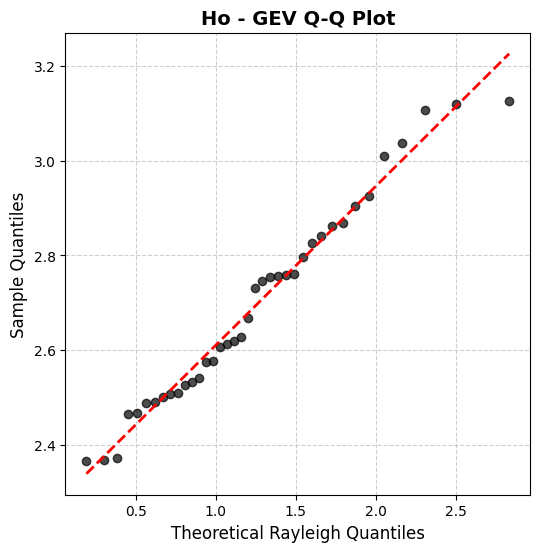 Ho - GEV Q-Q Plot
Sample Quantiles
3.2
3.0
2.8
2.6
2.4
0.5 1.0 1.5 2.0 2.5
Theoretical Rayleigh Quantiles